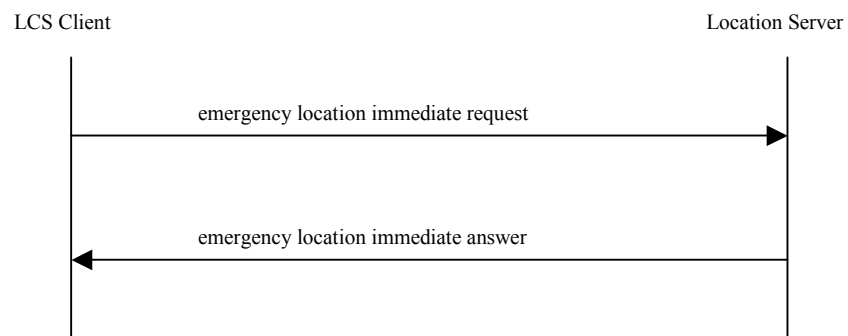 LCS Client
Location Server
emergency location immediate request
emergency location immediate answer